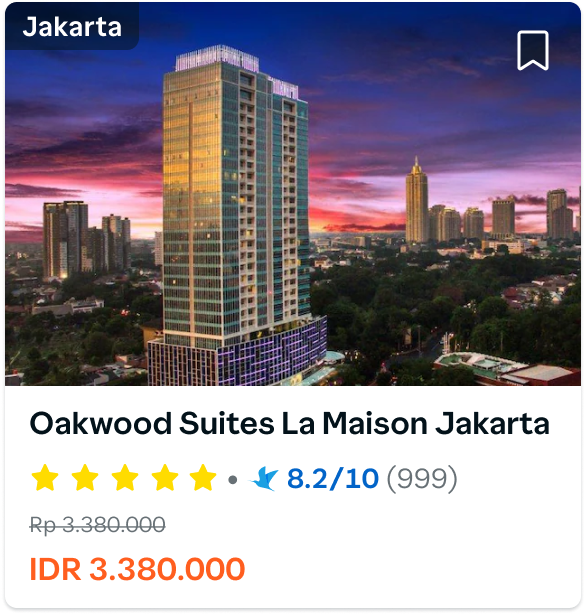 Jakarta
Oakwood Suites La Maison Jakarta
8.2/10 (999)
Rp 3.380.000
IDR 3.380.000